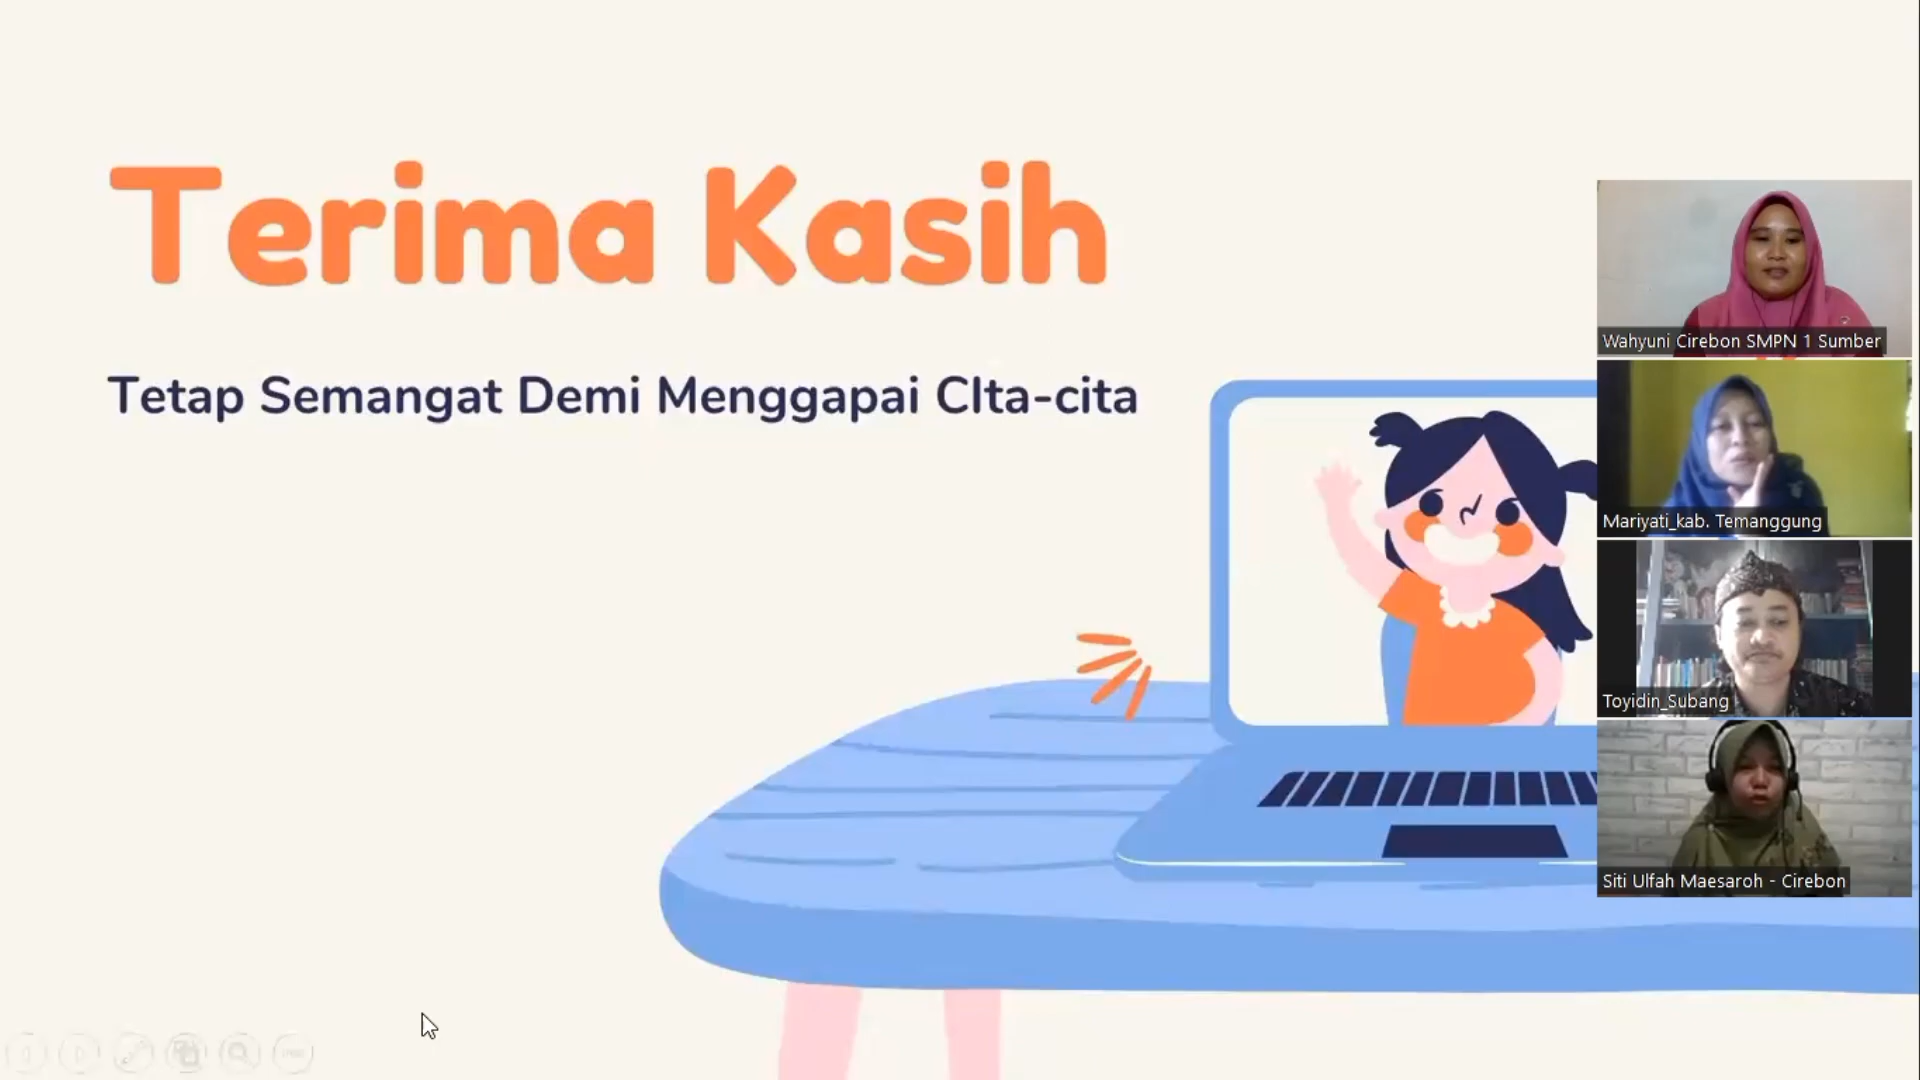 Terima Kasih
Tetap Semangat Demi Menggapai CIta-cita
Wahyuni Cirebon SMPN 1 Sumber
Mariyati_kab. Temanggung
Toyidin_Subang
Siti Ulfah Maesaroh - Cirebon